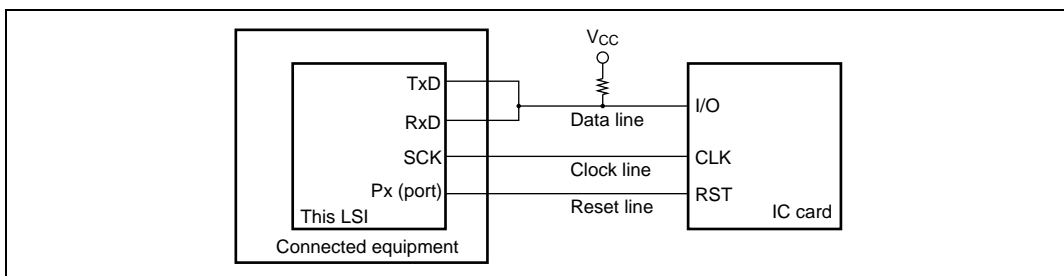 VCC
TxD
RxD
I/O
Data line
SCK
Clock line
CLK
Px (port)
Reset line
RST
This LSI
IC card
Connected equipment